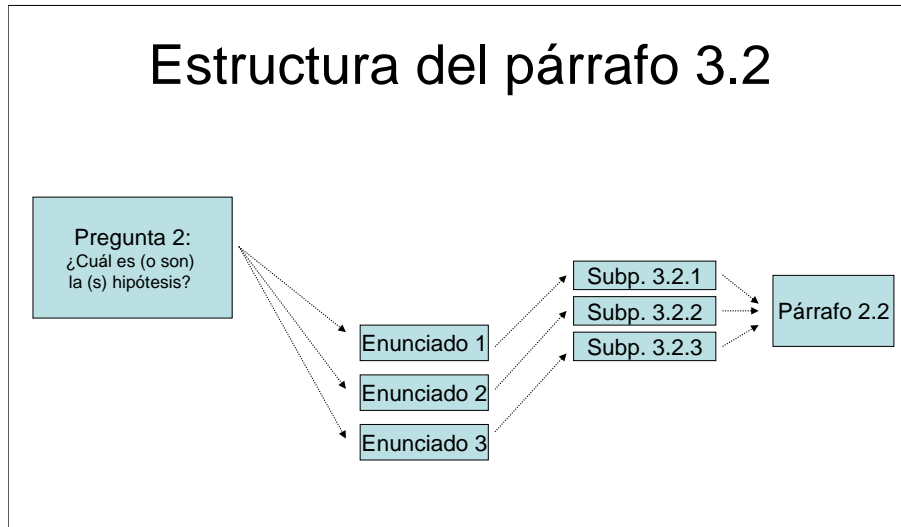 Estructura del párrafo 3.2
Pregunta 2:
¿Cuál es (o son)
la (s) hipótesis?
Enunciado 1
Enunciado 2
Enunciado 3
Subp. 3.2.1
Subp. 3.2.2
Subp. 3.2.3
Párrafo 2.2